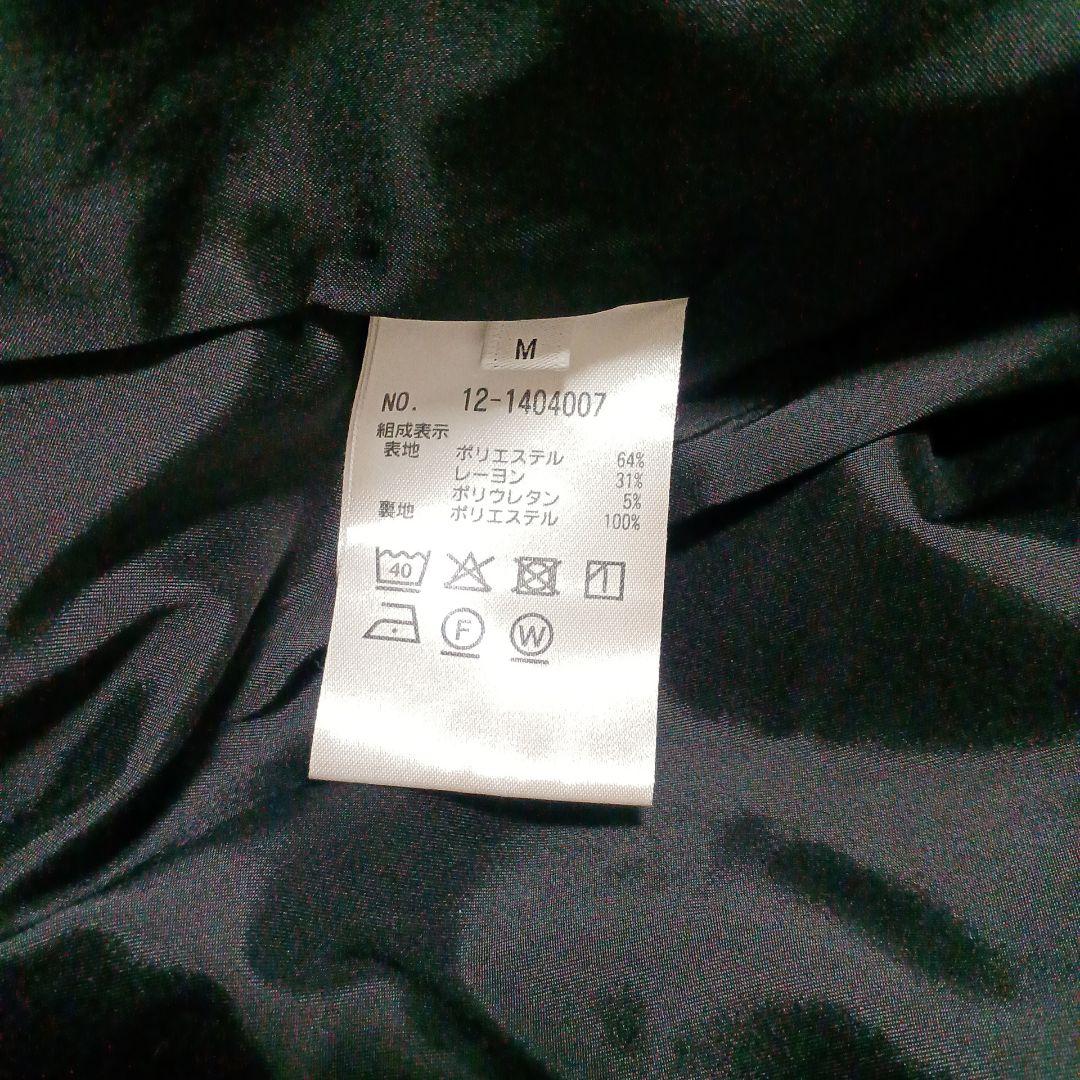 M
NO. 12-1404007
組成表示
表地 ポリエステル 64%
レーヨン 31%
ポリウレタン 5%
裏地 ポリエステル 100%
40
F W